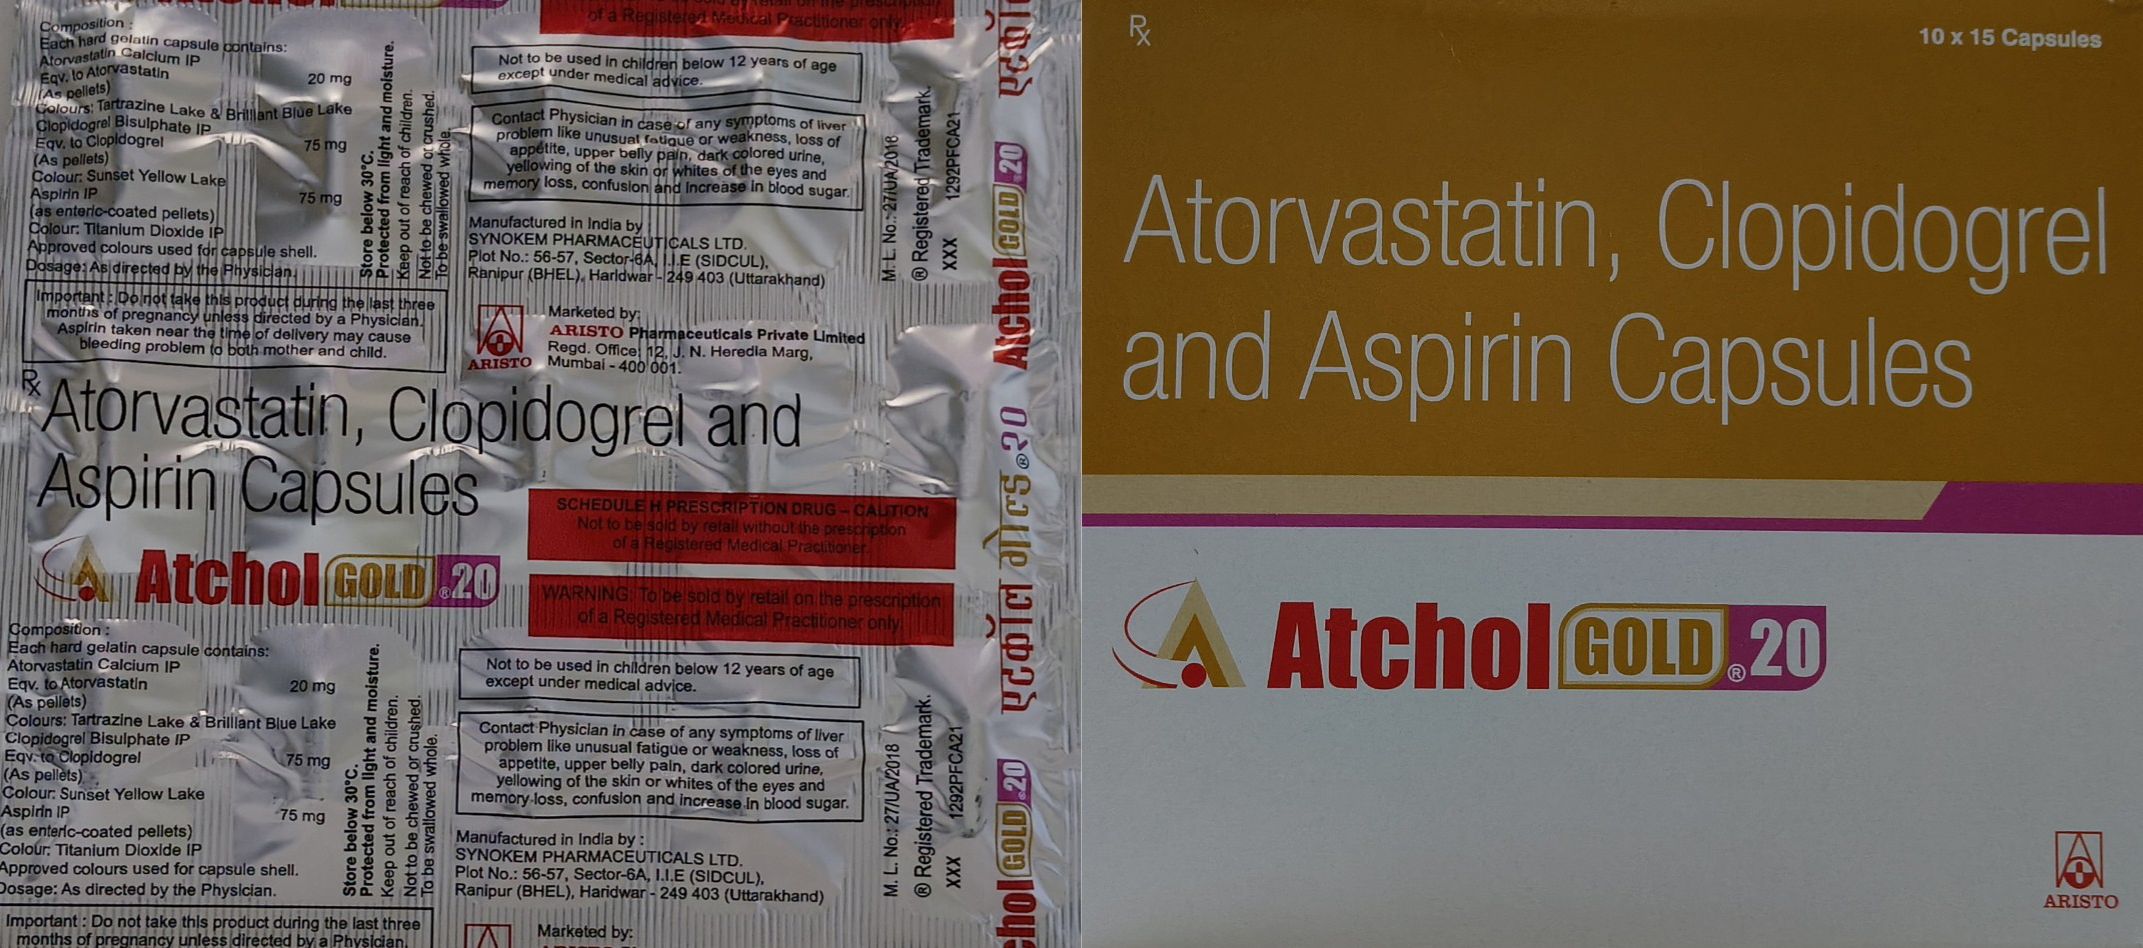 of a Registered Medical Practitioner only.
Composition :
Each hard gelatin capsule contains:
Atorvastatin Calcium IP
Eqv. to Atorvastatin 20 mg
(As pellets)
Colours: Tartrazine Lake & Brilliant Blue Lake
Clopidogrel Bisulphate IP
Eqv. to Clopidogrel 75 mg
(As pellets)
Colour: Sunset Yellow Lake
Aspirin IP 75 mg
(as enteric-coated pellets)
Colour: Titanium Dioxide IP
Approved colours used for capsule shell.
Dosage: As directed by the Physician.
Store below 30°C.
Protected from light and moisture.
Keep out of reach of children.
Not to be chewed or crushed.
To be swallowed whole.
Important : Do not take this product during the last three
months of pregnancy unless directed by a Physician.
Aspirin taken near the time of delivery may cause
bleeding problem to both mother and child.
Not to be used in children below 12 years of age
except under medical advice.
Contact Physician in case of any symptoms of liver
problem like unusual fatigue or weakness, loss of
appetite, upper belly pain, dark colored urine,
yellowing of the skin or whites of the eyes and
memory loss, confusion and increase in blood sugar.
Manufactured in India by :
SYNOKEM PHARMACEUTICALS LTD.
Plot No.: 56-57, Sector-6A, I.I.E (SIDCUL),
Ranipur (BHEL), Haridwar - 249 403 (Uttarakhand)
ARISTO
Marketed by:
ARISTO Pharmaceuticals Private Limited
Regd. Office: 12, J. N. Heredia Marg,
Mumbai - 400 001.
M. L. No.: 27/UA/2018
® Registered Trademark.
XXX 1292PFCA21
Atchol GOLD ® 20
Rx
Atorvastatin, Clopidogrel and
Aspirin Capsules
Atchol GOLD ® 20
SCHEDULE H PRESCRIPTION DRUG – CAUTION
Not to be sold by retail without the prescription
of a Registered Medical Practitioner.
WARNING: To be sold by retail on the prescription
of a Registered Medical Practitioner only.
एटकोल गोल्ड ® २०
Composition :
Each hard gelatin capsule contains:
Atorvastatin Calcium IP
Eqv. to Atorvastatin 20 mg
(As pellets)
Colours: Tartrazine Lake & Brilliant Blue Lake
Clopidogrel Bisulphate IP
Eqv. to Clopidogrel 75 mg
(As pellets)
Colour: Sunset Yellow Lake
Aspirin IP 75 mg
(as enteric-coated pellets)
Colour: Titanium Dioxide IP
Approved colours used for capsule shell.
Dosage: As directed by the Physician.
Store below 30°C.
Protected from light and moisture.
Keep out of reach of children.
Not to be chewed or crushed.
To be swallowed whole.
Important : Do not take this product during the last three
months of pregnancy unless directed by a Physician.
Not to be used in children below 12 years of age
except under medical advice.
Contact Physician in case of any symptoms of liver
problem like unusual fatigue or weakness, loss of
appetite, upper belly pain, dark colored urine,
yellowing of the skin or whites of the eyes and
memory loss, confusion and increase in blood sugar.
Manufactured in India by :
SYNOKEM PHARMACEUTICALS LTD.
Plot No.: 56-57, Sector-6A, I.I.E (SIDCUL),
Ranipur (BHEL), Haridwar - 249 403 (Uttarakhand)
Marketed by:
M. L. No.: 27/UA/2018
® Registered Trademark.
XXX 1292PFCA21
GOLD ® 20
Rx
10 x 15 Capsules
Atorvastatin, Clopidogrel
and Aspirin Capsules
Atchol GOLD ® 20
ARISTO